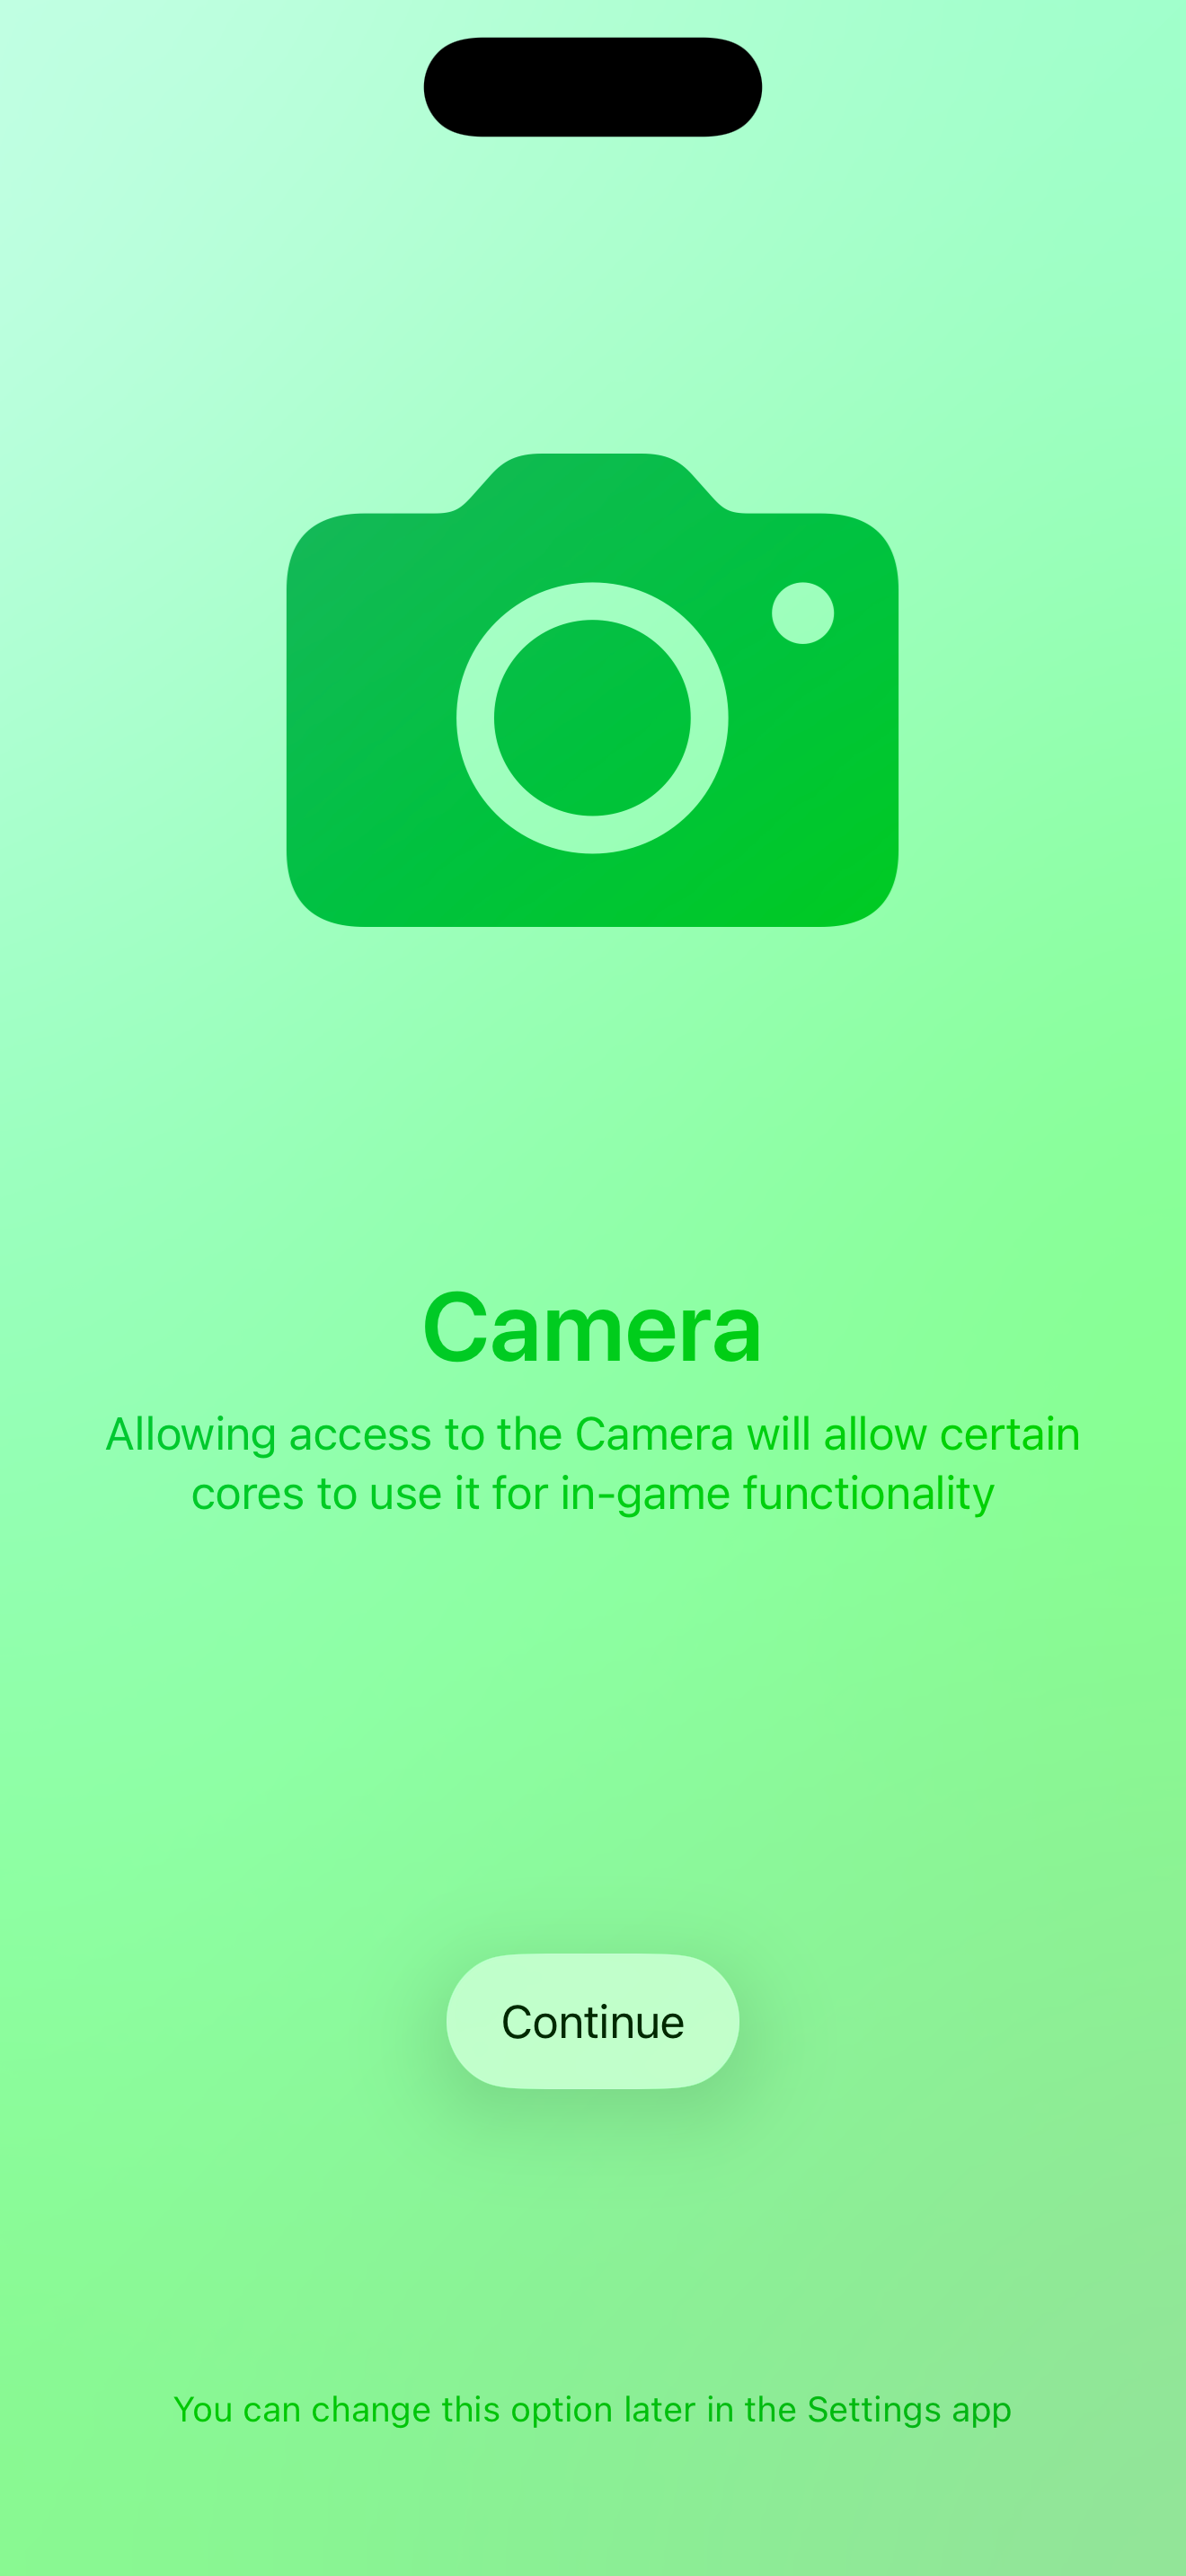 Camera
Allowing access to the Camera will allow certain
cores to use it for in-game functionality
Continue
You can change this option later in the Settings app